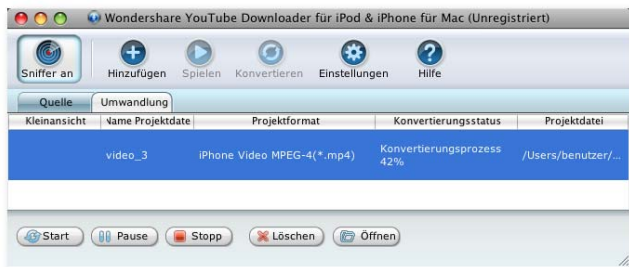 Wondershare YouTube Downloader für iPod & iPhone für Mac (Unregistriert)
Sniffer an Hinzufügen Spielen Konvertieren Einstellungen Hilfe
Quelle Umwandlung
Kleinansicht Name Projektdate Projektformat Konvertierungsstatus Projektdatei
video_3 iPhone Video MPEG-4(*.mp4) Konvertierungsprozess 42% /Users/benutzer/...
Start Pause Stopp Löschen Öffnen